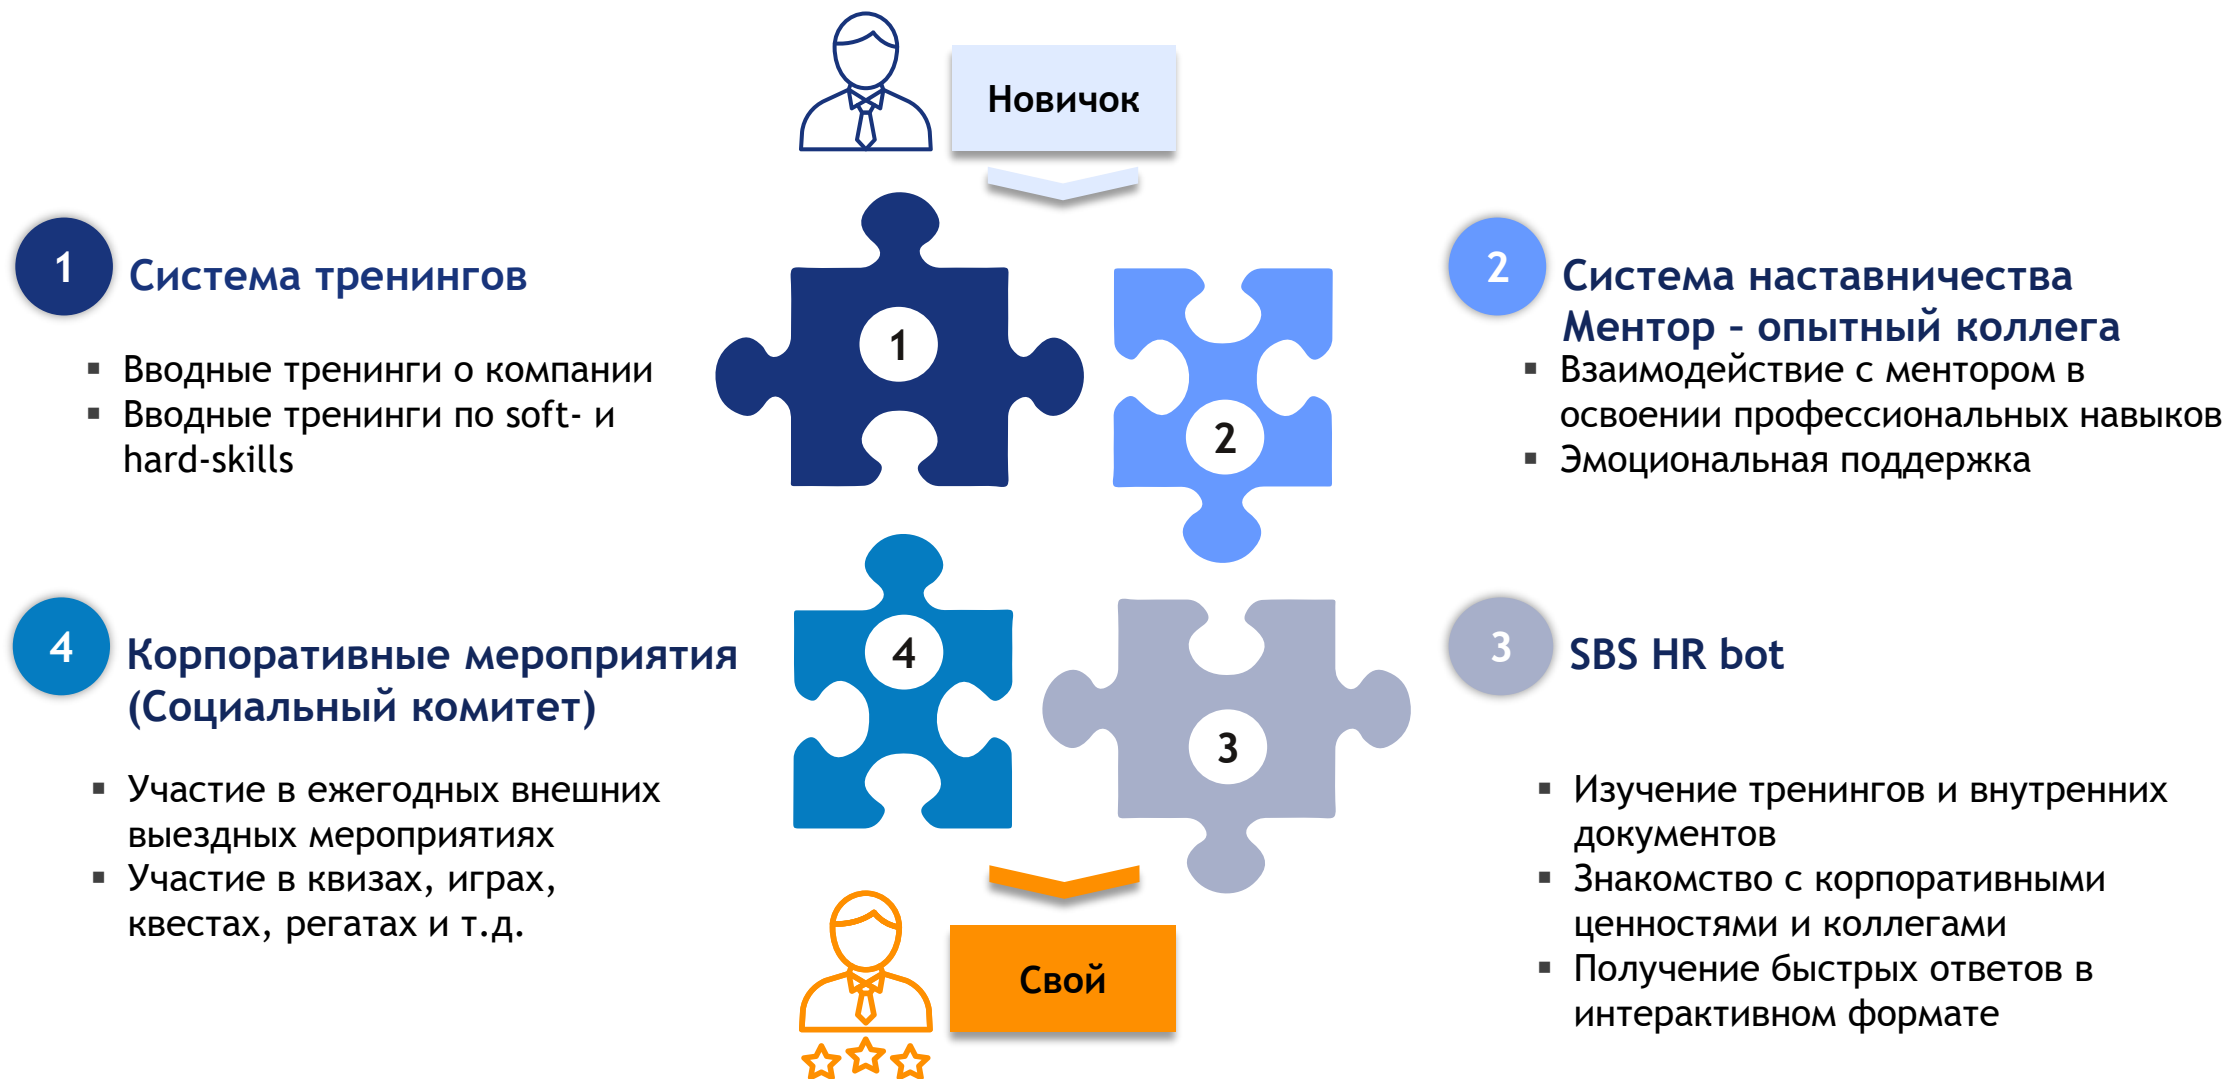 Новичок
1
Система тренингов
▪ Вводные тренинги о компании
▪ Вводные тренинги по soft- и
hard-skills
1
2
2
Система наставничества
Ментор – опытный коллега
▪ Взаимодействие с ментором в
освоении профессиональных навыков
▪ Эмоциональная поддержка
4
Корпоративные мероприятия
(Социальный комитет)
▪ Участие в ежегодных внешних
выездных мероприятиях
▪ Участие в квизах, играх,
квестах, регатах и т.д.
4
3
3
SBS HR bot
▪ Изучение тренингов и внутренних
документов
▪ Знакомство с корпоративными
ценностями и коллегами
▪ Получение быстрых ответов в
интерактивном формате
Свой